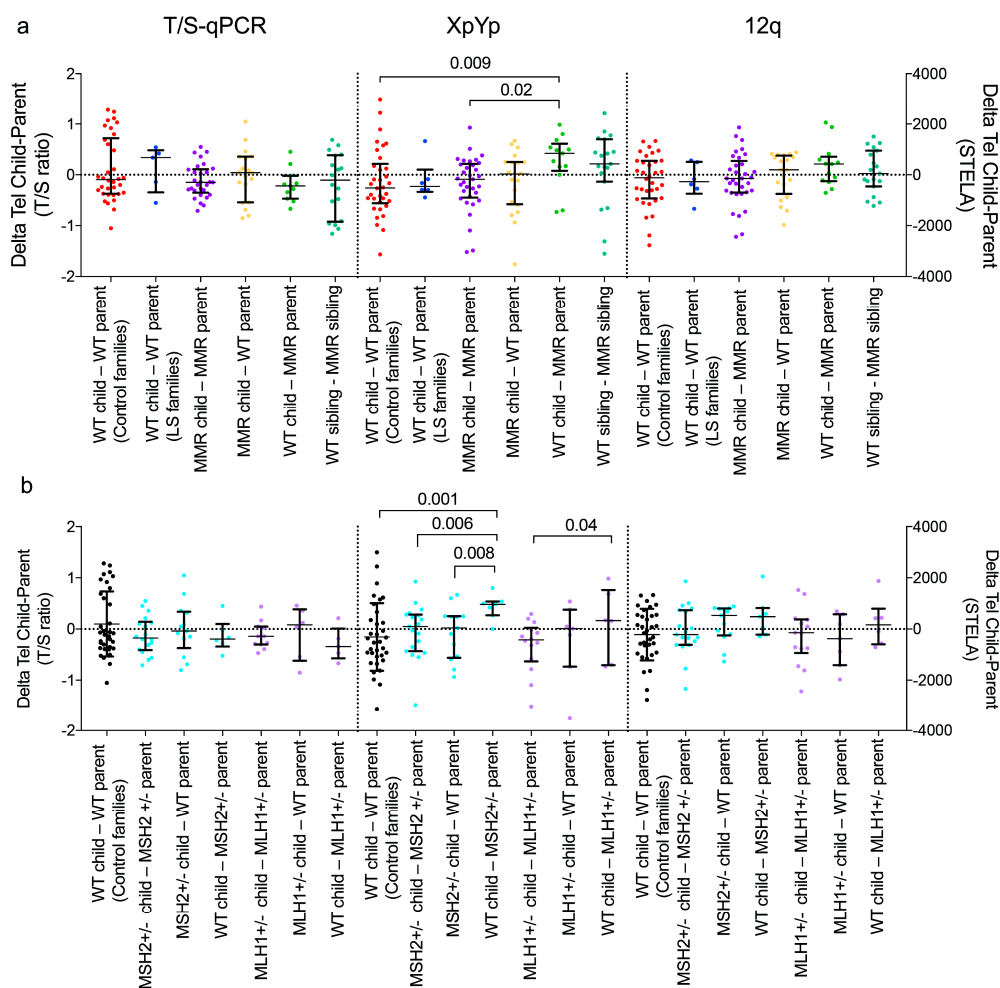 a
T/S-qPCR
XpYp
12q
0.009
0.02
2
1
0
-1
-2
4000
2000
0
-2000
-4000
Delta Tel Child-Parent
(T/S ratio)
Delta Tel Child-Parent
(STELA)
WT child – WT parent
(Control families)
WT child – WT parent
(LS families)
MMR child – MMR parent
MMR child – WT parent
WT child – MMR parent
WT sibling - MMR sibling
WT child – WT parent
(Control families)
WT child – WT parent
(LS families)
MMR child – MMR parent
MMR child – WT parent
WT child – MMR parent
WT sibling - MMR sibling
WT child – WT parent
(Control families)
WT child – WT parent
(LS families)
MMR child – MMR parent
MMR child – WT parent
WT child – MMR parent
WT sibling - MMR sibling
b
0.001
0.006
0.008
0.04
2
1
0
-1
-2
4000
2000
0
-2000
-4000
Delta Tel Child-Parent
(T/S ratio)
Delta Tel Child-Parent
(STELA)
WT child – WT parent
(Control families)
MSH2+/- child – MSH2 +/- parent
MSH2+/- child – WT parent
WT child – MSH2+/- parent
MLH1+/- child – MLH1+/- parent
MLH1+/- child – WT parent
WT child – MLH1+/- parent
WT child – WT parent
(Control families)
MSH2+/- child – MSH2 +/- parent
MSH2+/- child – WT parent
WT child – MSH2+/- parent
MLH1+/- child – MLH1+/- parent
MLH1+/- child – WT parent
WT child – MLH1+/- parent
WT child – WT parent
(Control families)
MSH2+/- child – MSH2 +/- parent
MSH2+/- child – WT parent
WT child – MSH2+/- parent
MLH1+/- child – MLH1+/- parent
MLH1+/- child – WT parent
WT child – MLH1+/- parent